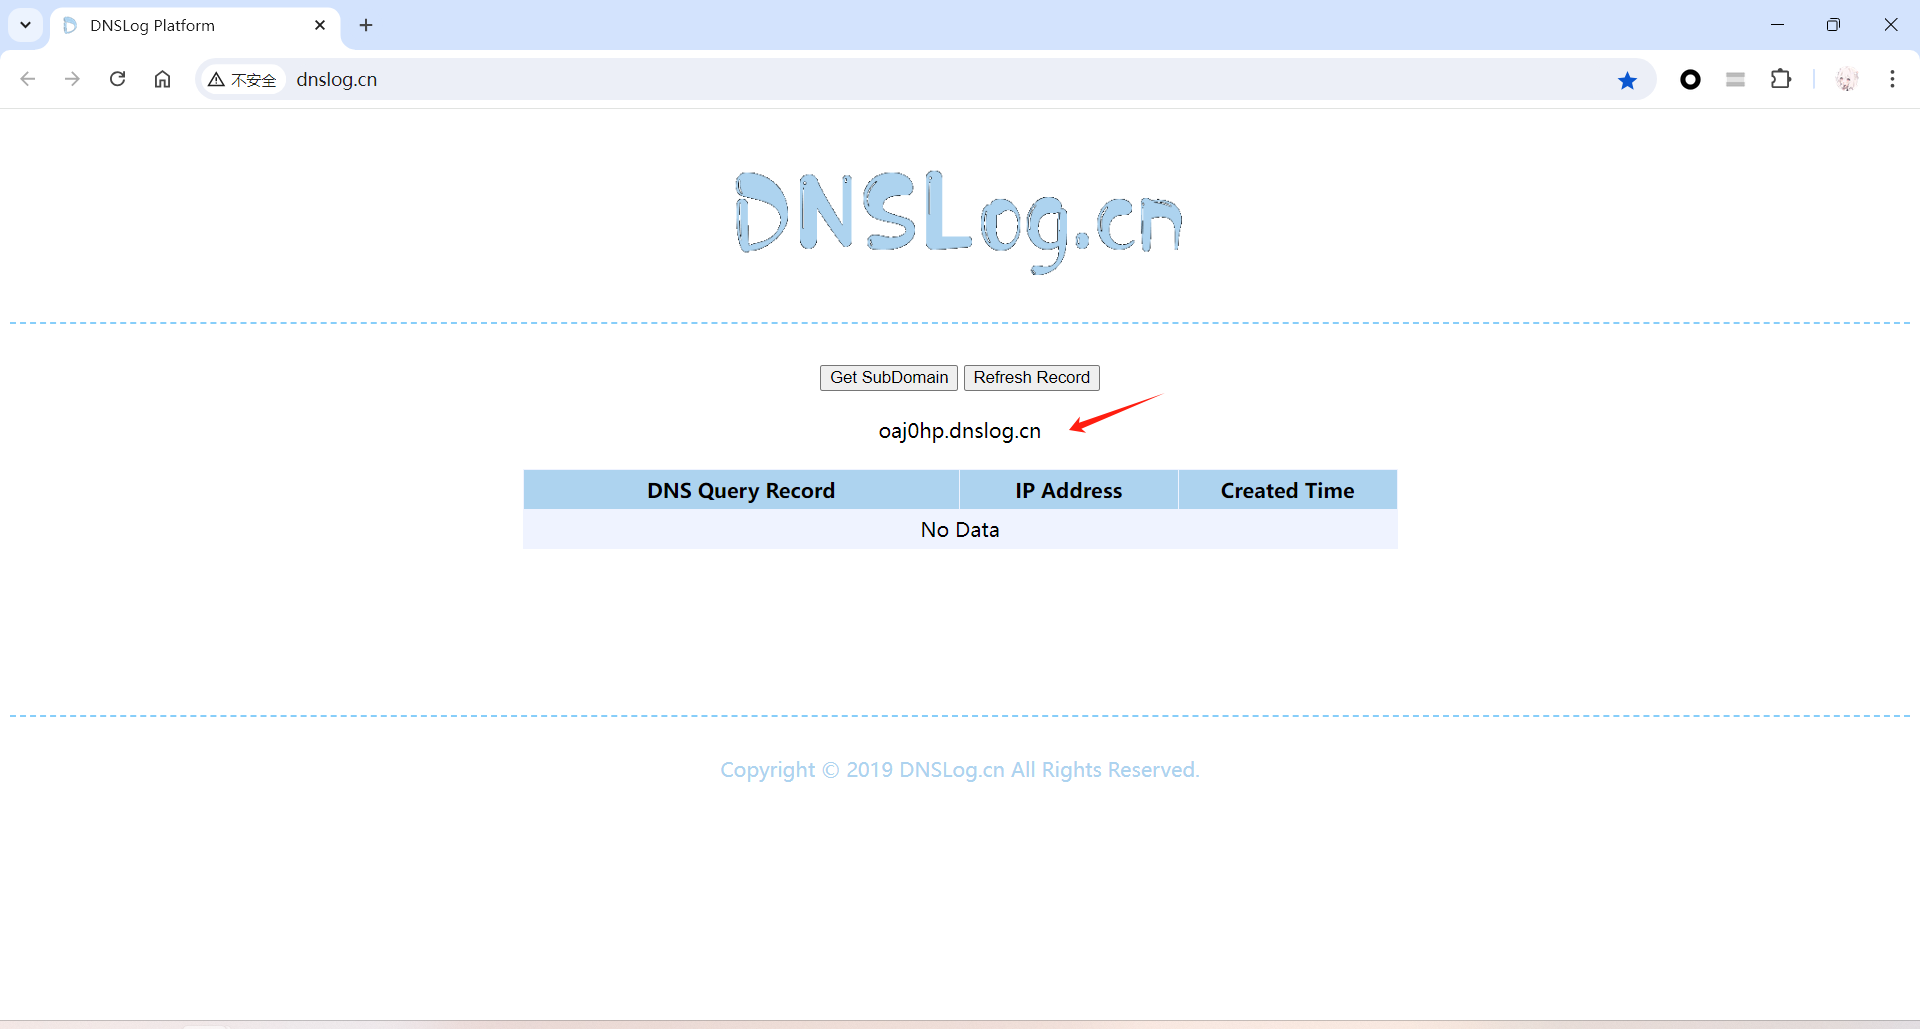 DNSLog Platform
不安全 dnslog.cn
DNSLog.cn
Get SubDomain Refresh Record
oaj0hp.dnslog.cn
DNS Query Record IP Address Created Time
No Data
Copyright © 2019 DNSLog.cn All Rights Reserved.